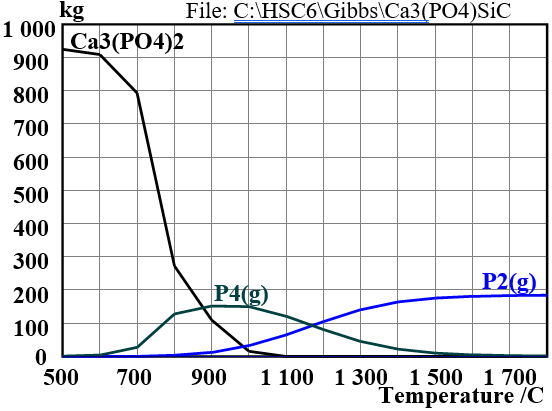 kg
File: C:\HSC6\Gibbs\Ca3(PO4)SiC
1 000
Ca3(PO4)2
900
800
700
600
500
400
300
200
P4(g)
P2(g)
100
0
500 700 900 1 100 1 300 1 500 1 700
Temperature /C